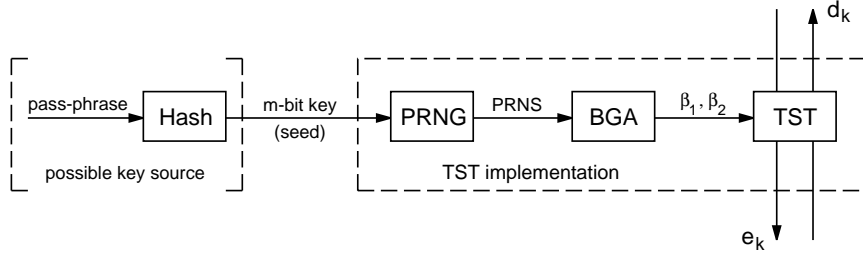 d_k
pass-phrase
Hash
m-bit key
(seed)
PRNG
PRNS
BGA
β_1, β_2
TST
possible key source
TST implementation
e_k